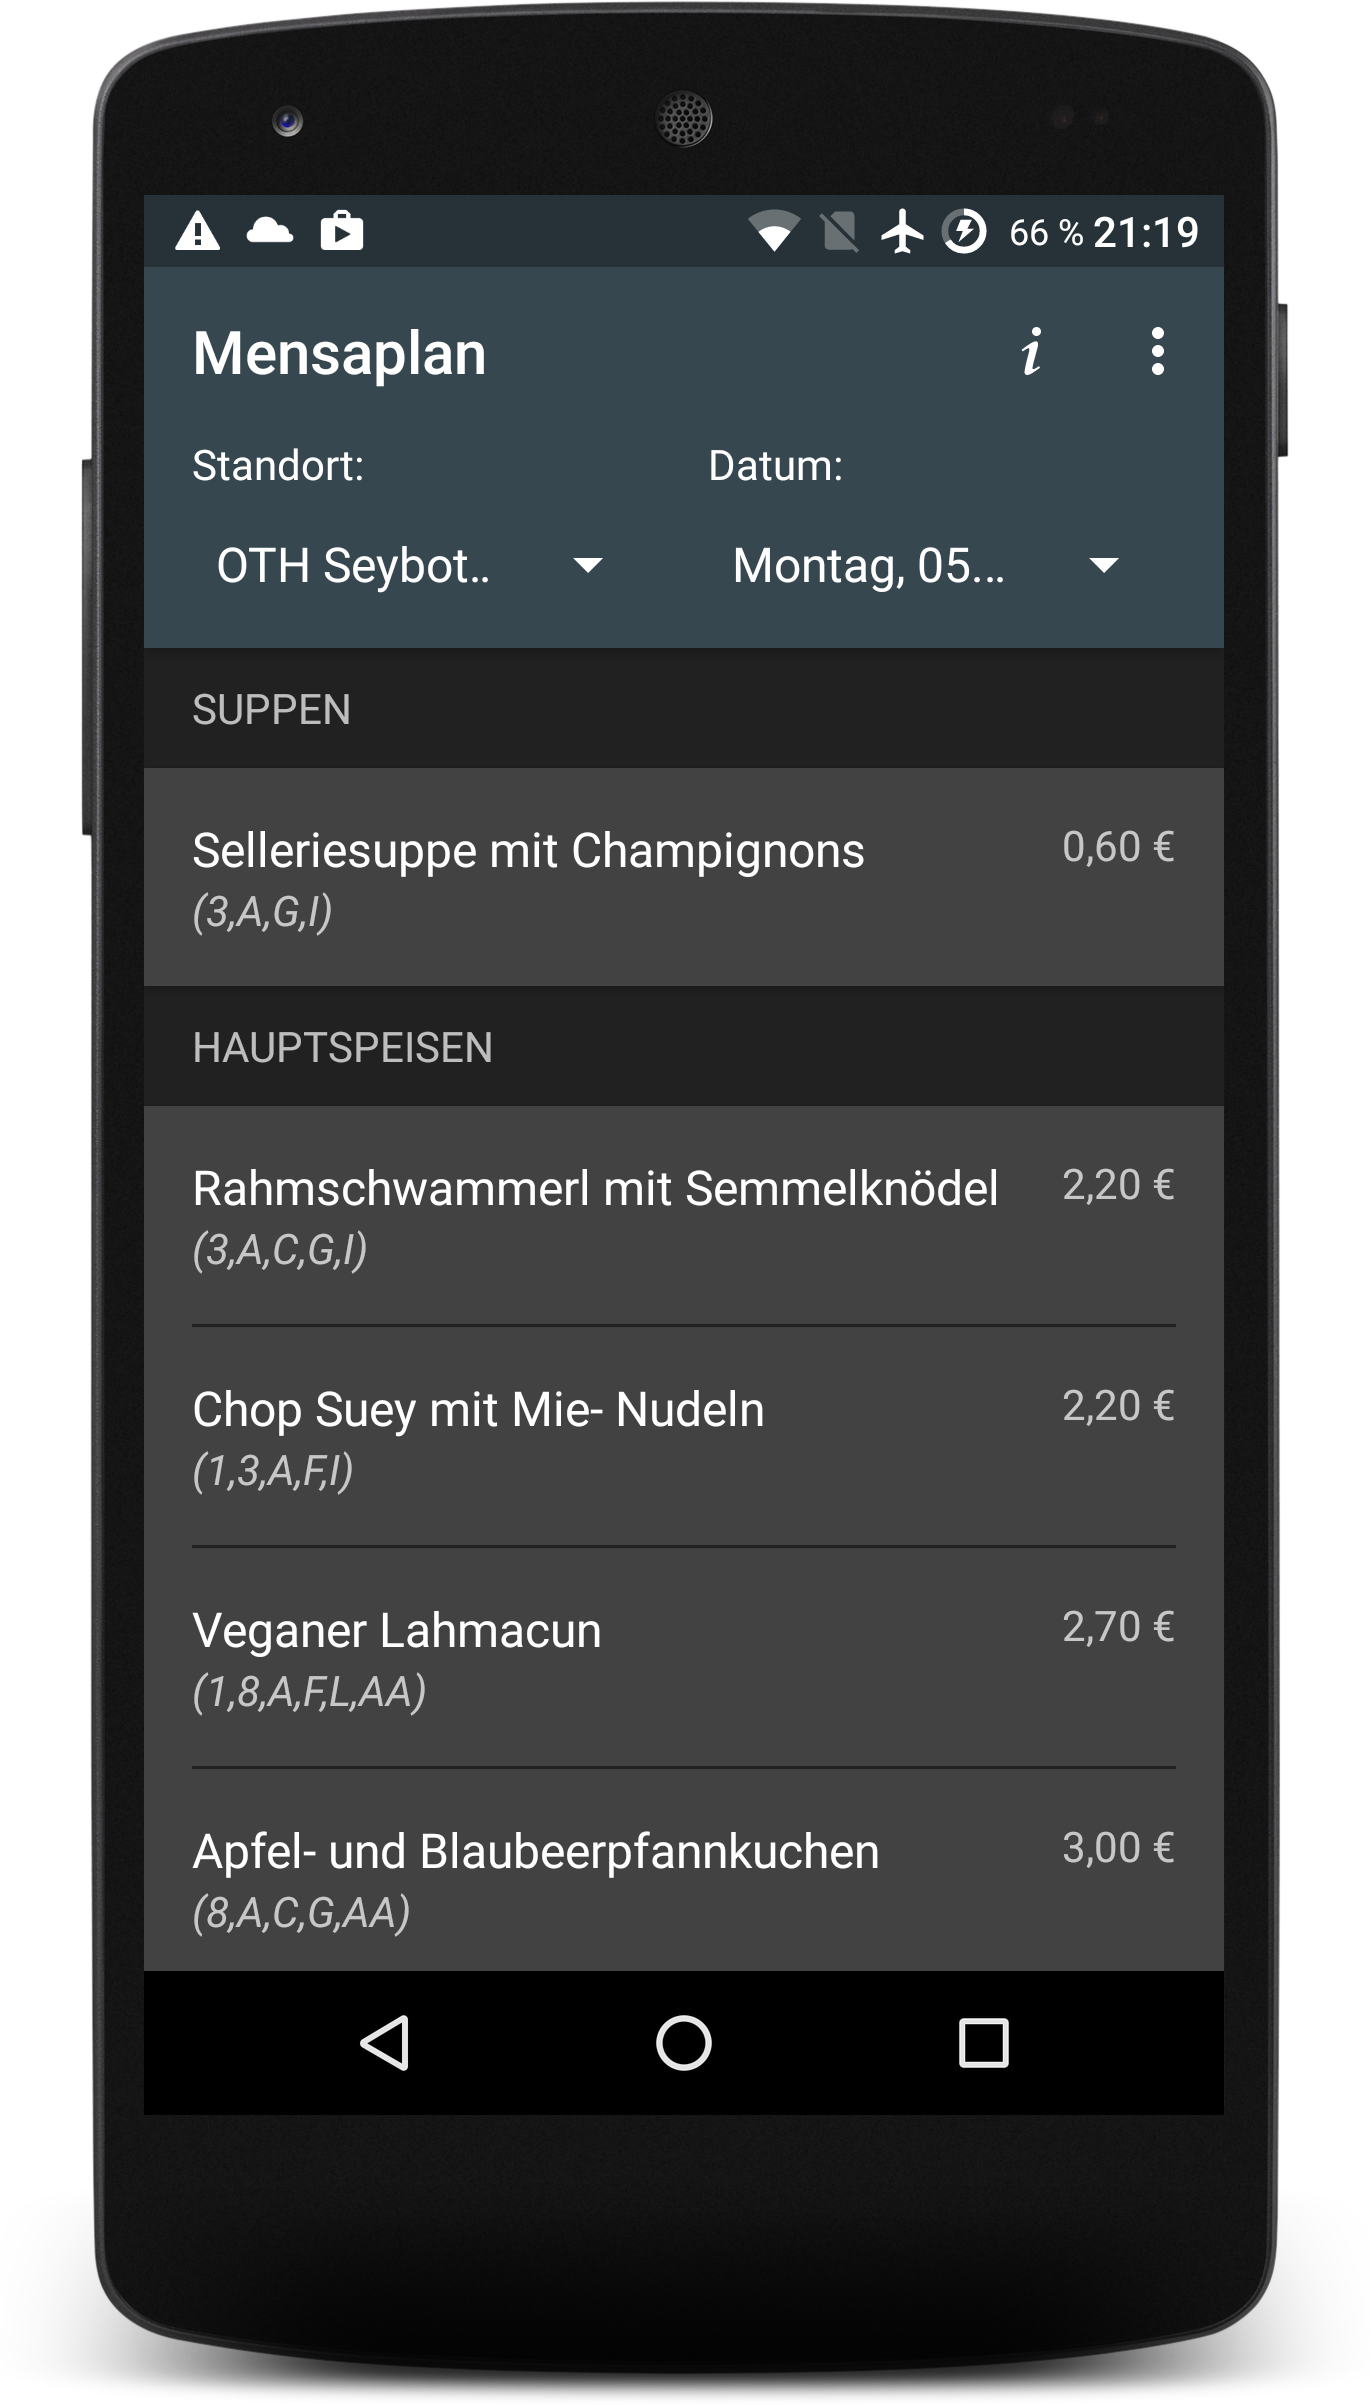 66 % 21:19
Mensaplan
Standort: Datum:
OTH Seybot.. Montag, 05...
SUPPEN
Selleriesuppe mit Champignons 0,60 €
(3,A,G,I)
HAUPTSPEISEN
Rahmschwammerl mit Semmelknödel 2,20 €
(3,A,C,G,I)
Chop Suey mit Mie- Nudeln 2,20 €
(1,3,A,F,I)
Veganer Lahmacun 2,70 €
(1,8,A,F,L,AA)
Apfel- und Blaubeerpfannkuchen 3,00 €
(8,A,C,G,AA)